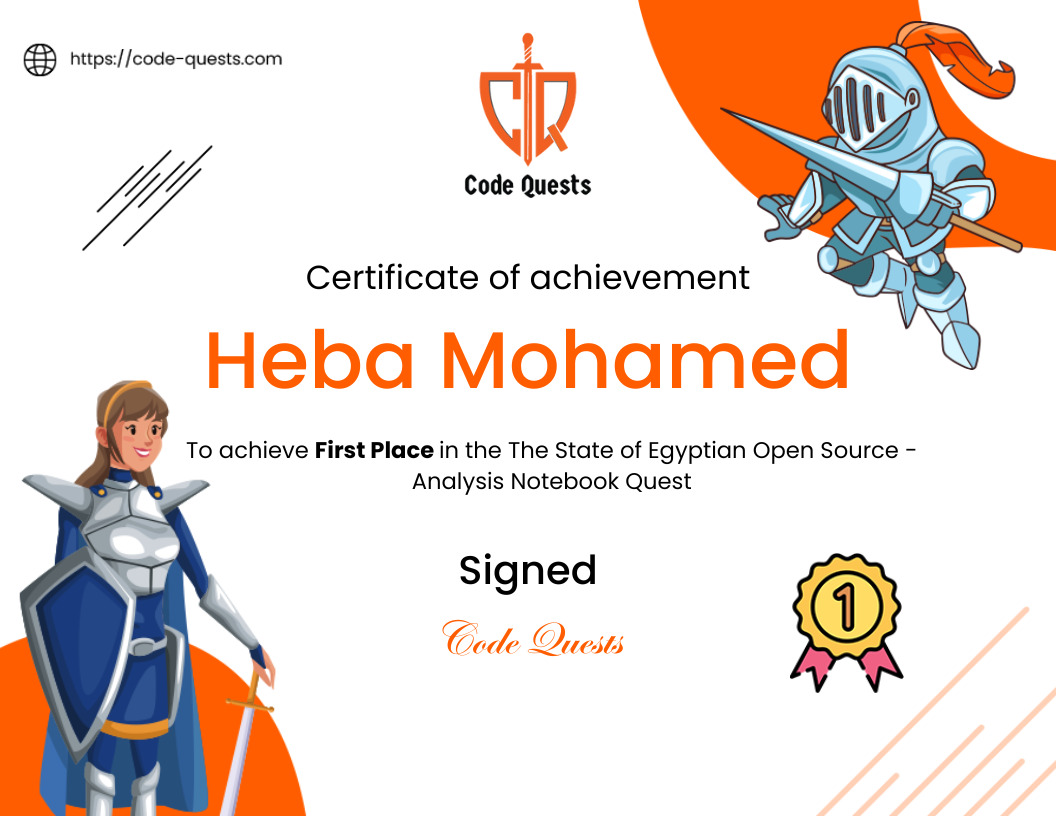 https://code-quests.com
CQ
Code Quests
Certificate of achievement
Heba Mohamed
To achieve First Place in the The State of Egyptian Open Source -
Analysis Notebook Quest
Signed
Code Quests
1